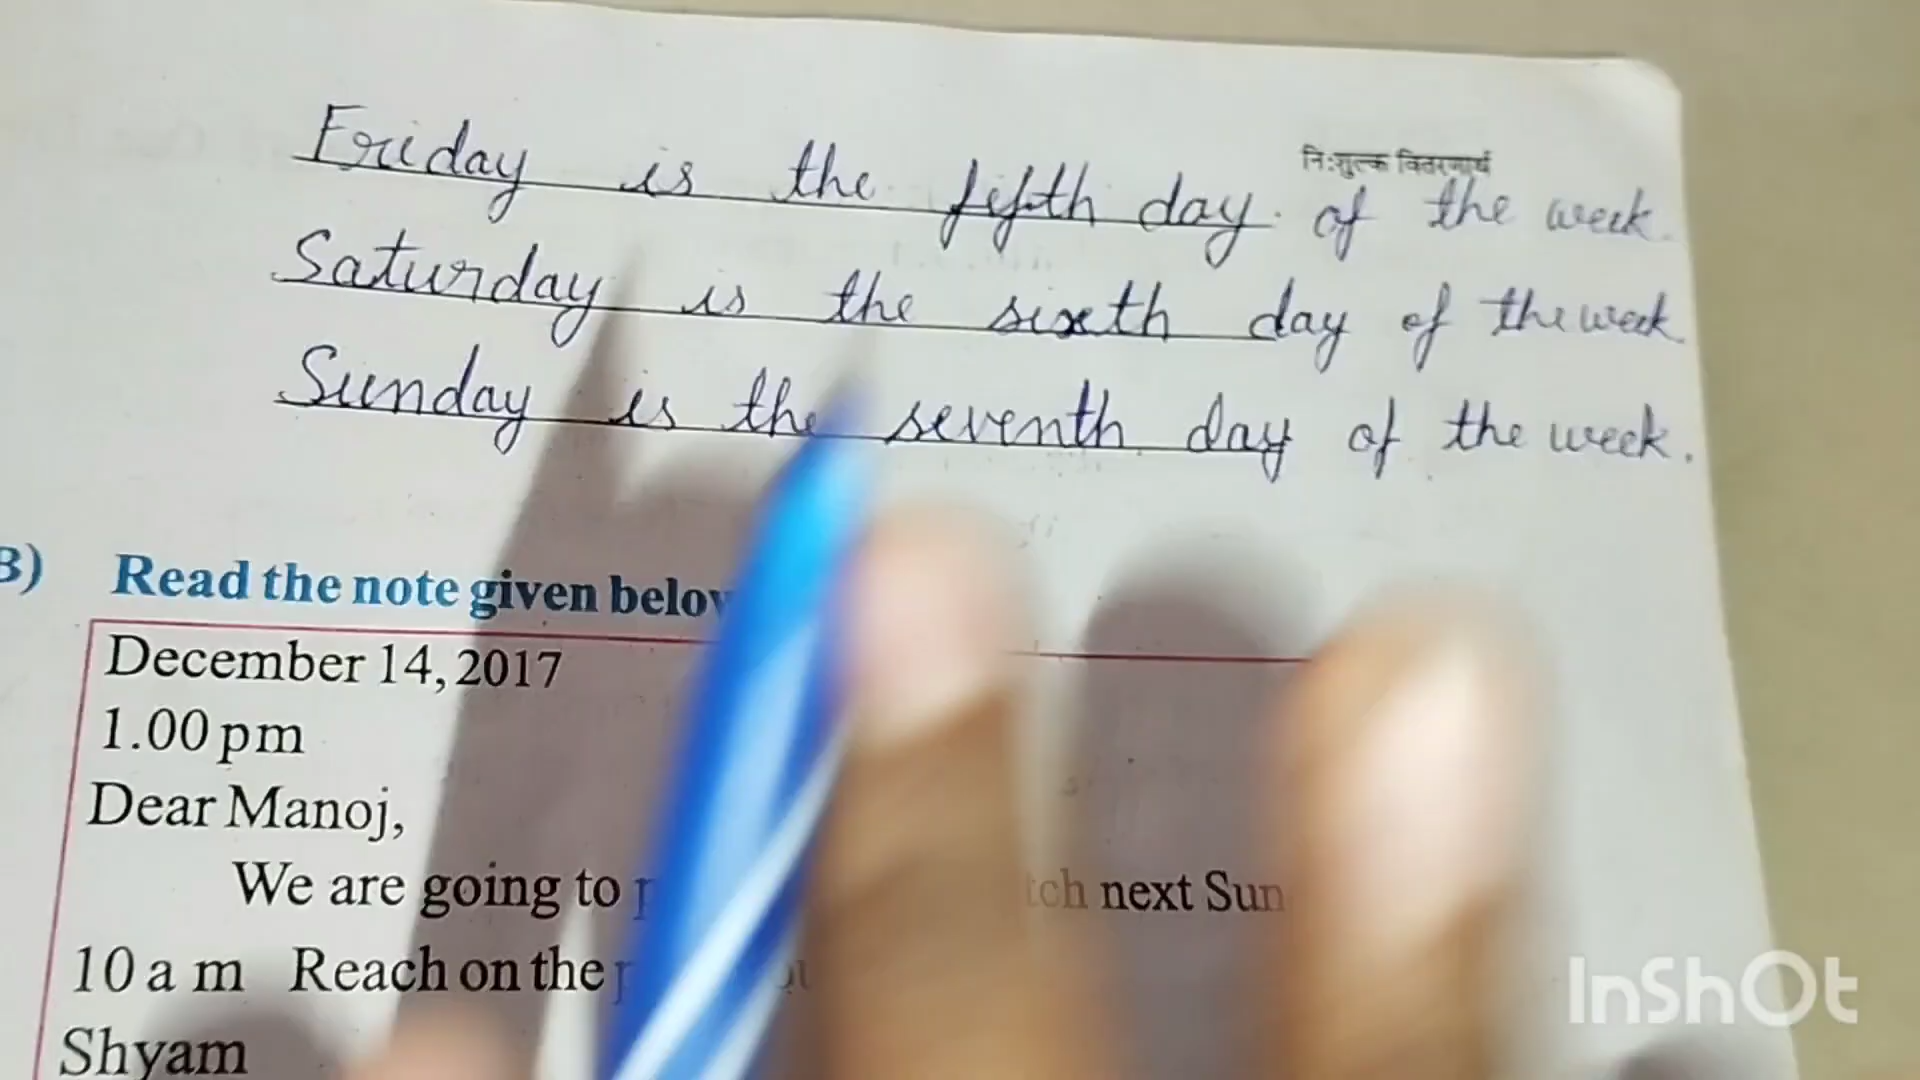 निःशुल्क वितरणार्थ
Friday is the fifth day of the week.
Saturday is the sixth day of the week.
Sunday is the seventh day of the week.
B) Read the note given below
December 14, 2017
1.00 pm
Dear Manoj,
We are going to next Sun
10 a m Reach on the
Shyam
InShOt